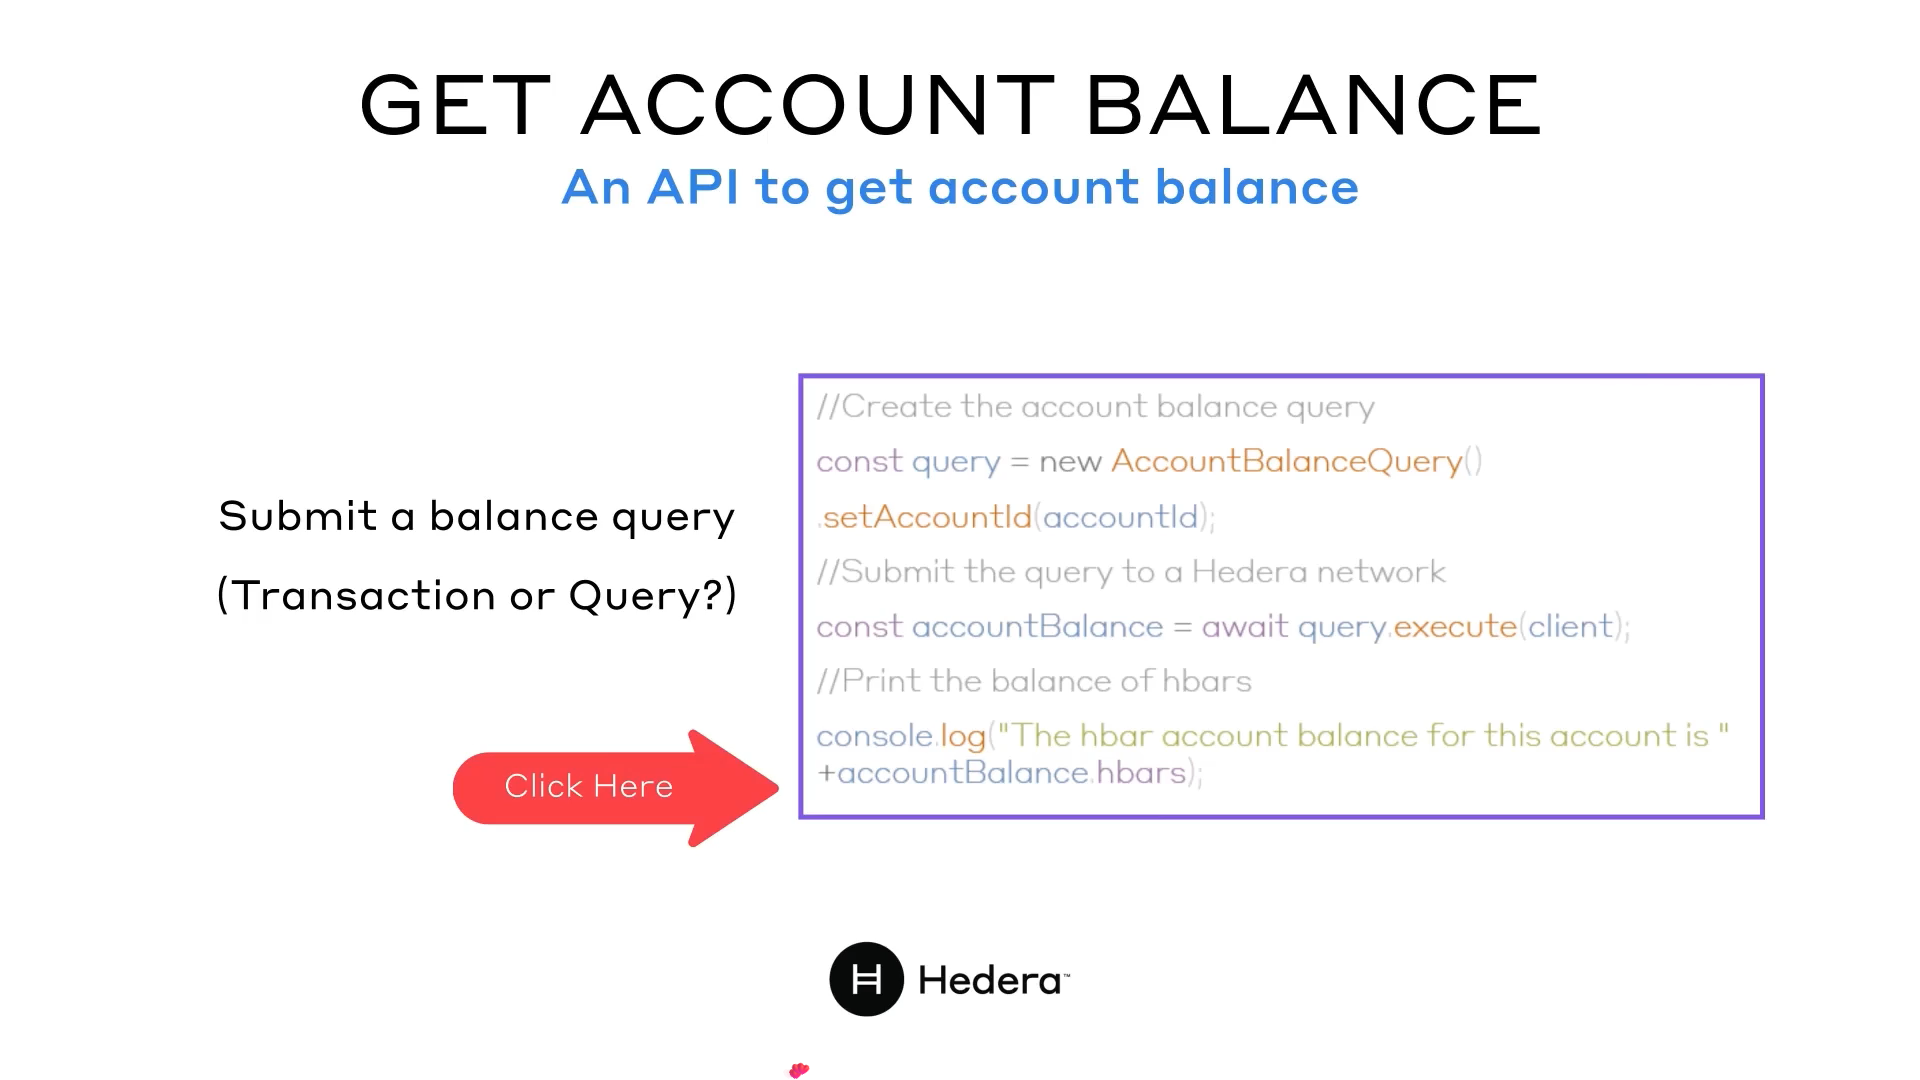 GET ACCOUNT BALANCE
An API to get account balance
Submit a balance query
(Transaction or Query?)
Click Here
//Create the account balance query
const query = new AccountBalanceQuery()
.setAccountId(accountId);
//Submit the query to a Hedera network
const accountBalance = await query.execute(client);
//Print the balance of hbars
console.log("The hbar account balance for this account is "
+accountBalance.hbars);
H Hedera™